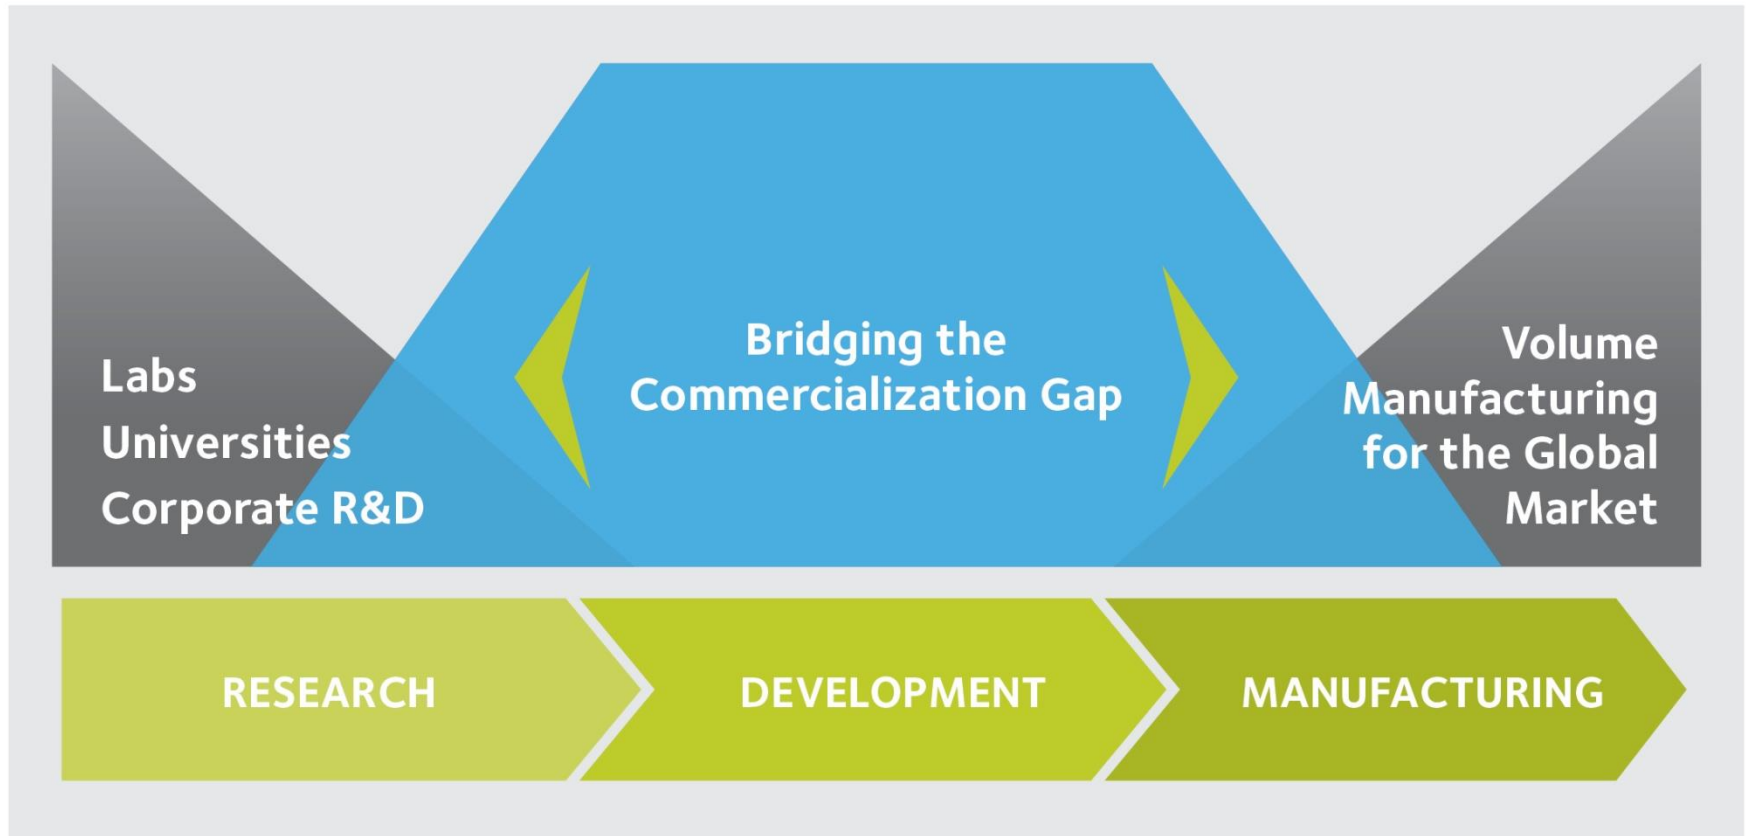 Labs
Universities
Corporate R&D
Bridging the
Commercialization Gap
Volume
Manufacturing
for the Global
Market
RESEARCH
DEVELOPMENT
MANUFACTURING